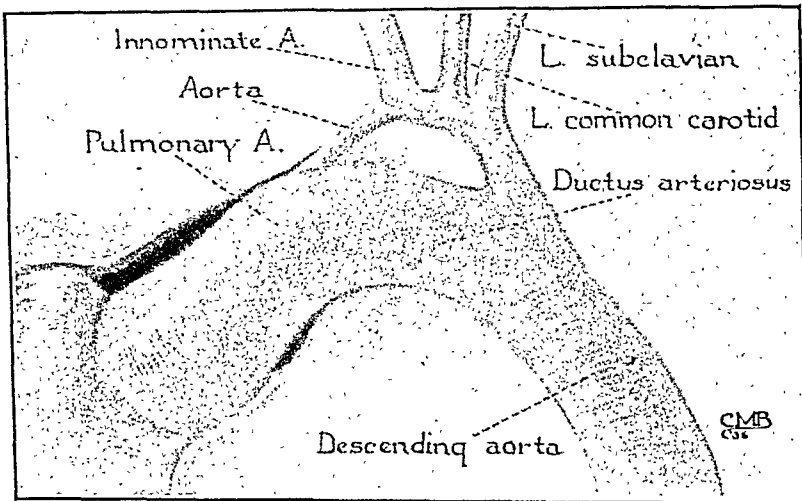 Innominate A.
L. subclavian
Aorta
L. common carotid
Pulmonary A.
Ductus arteriosus
Descending aorta
CMB